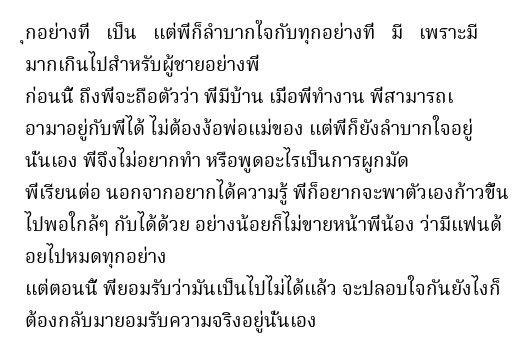 ุกอย่างที่ เป็น แต่พี่ก็ลำบากใจกับทุกอย่างที่ มี เพราะมี
มากเกินไปสำหรับผู้ชายอย่างพี่
ก่อนนี้ ถึงพี่จะถือตัวว่า พี่มีบ้าน เมื่อพี่ทำงาน พี่สามารถเ
อามาอยู่กับพี่ได้ ไม่ต้องง้อพ่อแม่ของ แต่พี่ก็ยังลำบากใจอยู่
นั่นเอง พี่จึงไม่อยากทำ หรือพูดอะไรเป็นการผูกมัด
พี่เรียนต่อ นอกจากอยากได้ความรู้ พี่ก็อยากจะพาตัวเองก้าวขึ้น
ไปพอใกล้ๆ กับได้ด้วย อย่างน้อยก็ไม่ขายหน้าพี่น้อง ว่ามีแฟนด้
อยไปหมดทุกอย่าง
แต่ตอนนี้ พี่ยอมรับว่ามันเป็นไปไม่ได้แล้ว จะปลอบใจกันยังไงก็
ต้องกลับมายอมรับความจริงอยู่นั่นเอง